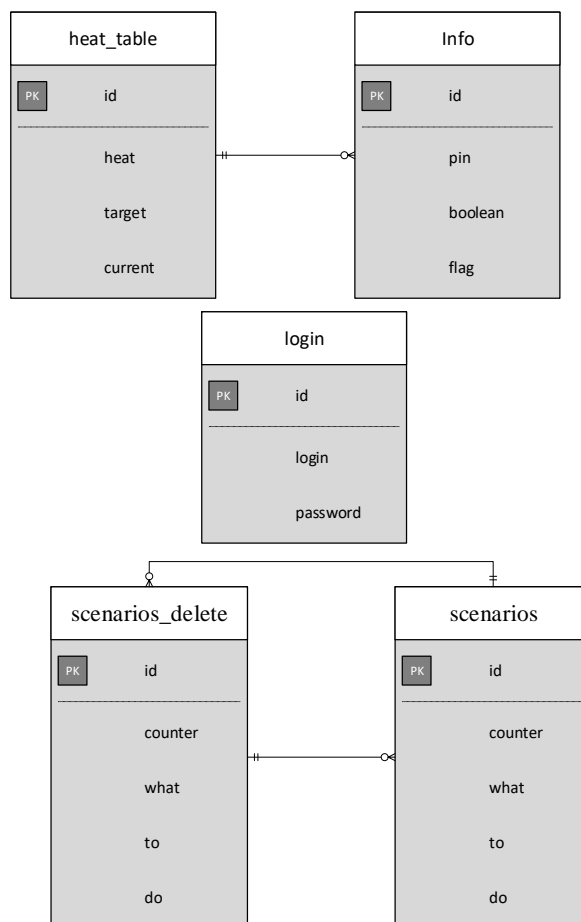 heat_table
PK id
heat
target
current
Info
id
pin
boolean
flag
login
PK id
login
password
scenarios_delete
PK id
counter
what
to
do
scenarios
PK id
counter
what
to
do